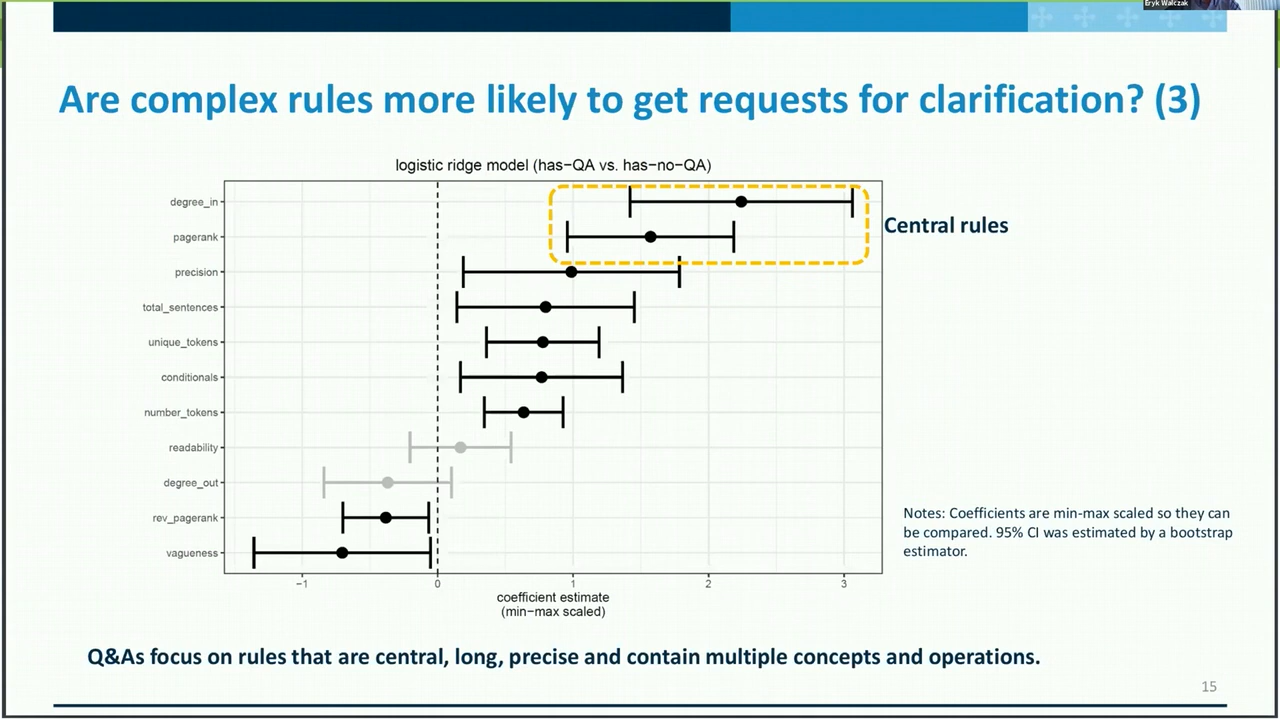 Eryk Walczak
Are complex rules more likely to get requests for clarification? (3)
logistic ridge model (has−QA vs. has−no−QA)
degree_in
pagerank
precision
total_sentences
unique_tokens
conditionals
number_tokens
readability
degree_out
rev_pagerank
vagueness
−1 0 1 2 3
coefficient estimate
(min−max scaled)
Central rules
Notes: Coefficients are min-max scaled so they can
be compared. 95% CI was estimated by a bootstrap
estimator.
Q&As focus on rules that are central, long, precise and contain multiple concepts and operations.
15